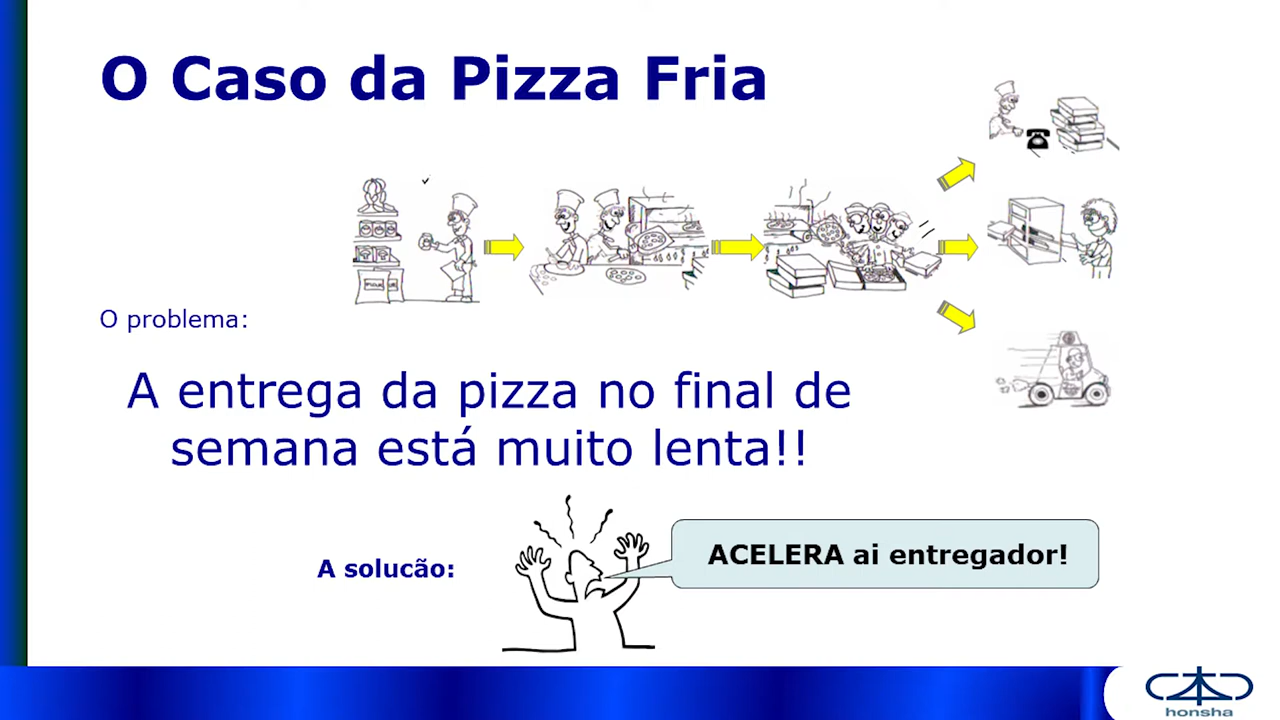 O Caso da Pizza Fria
O problema:
A entrega da pizza no final de
semana está muito lenta!!
A solucão:
ACELERA ai entregador!
honsha